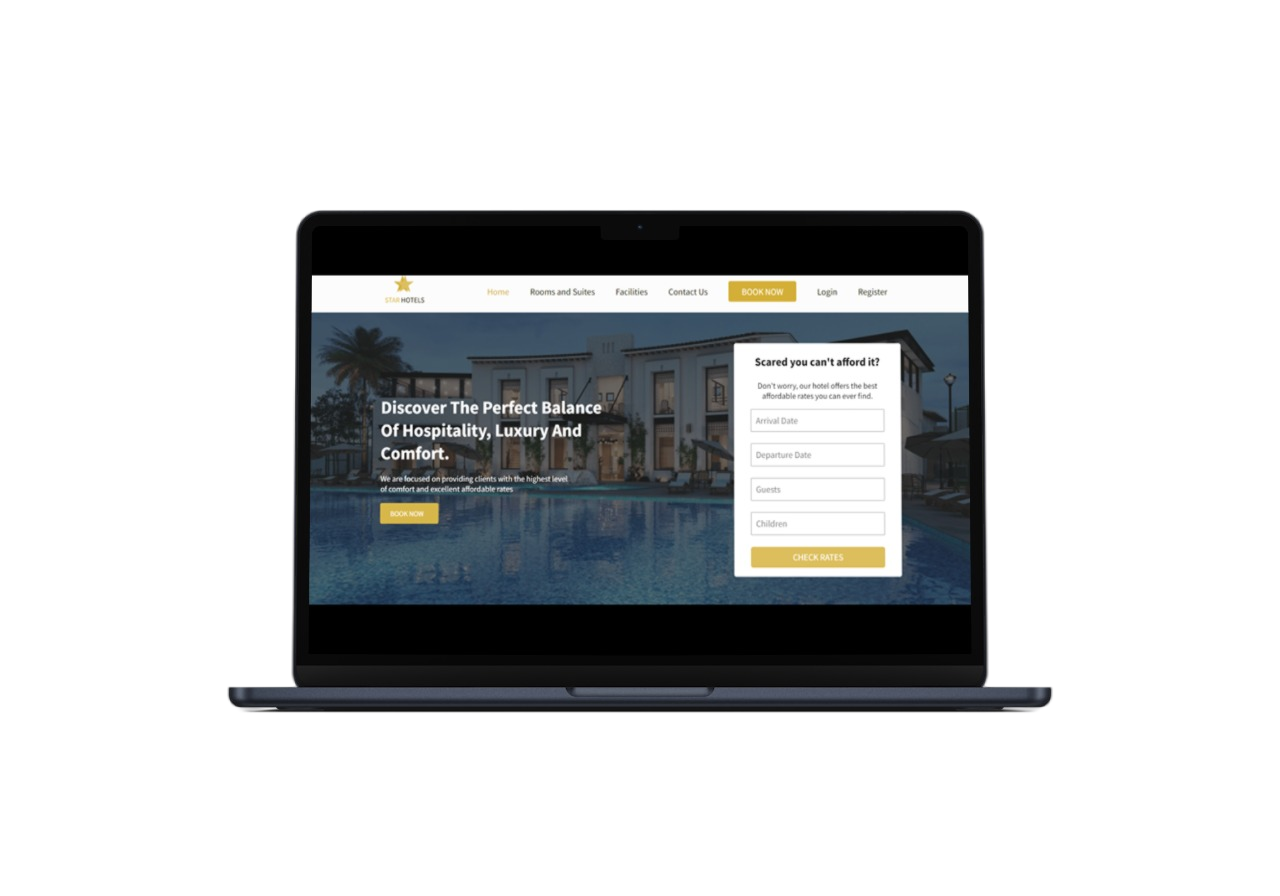 STAR HOTELS
Home
Rooms and Suites
Facilities
Contact Us
BOOK NOW
Login
Register
Discover The Perfect Balance
Of Hospitality, Luxury And
Comfort.
We are focused on providing clients with the highest level
of comfort and excellent affordable rates
BOOK NOW
Scared you can't afford it?
Don't worry, our hotel offers the best
affordable rates you can ever find.
Arrival Date
Departure Date
Guests
Children
CHECK RATES